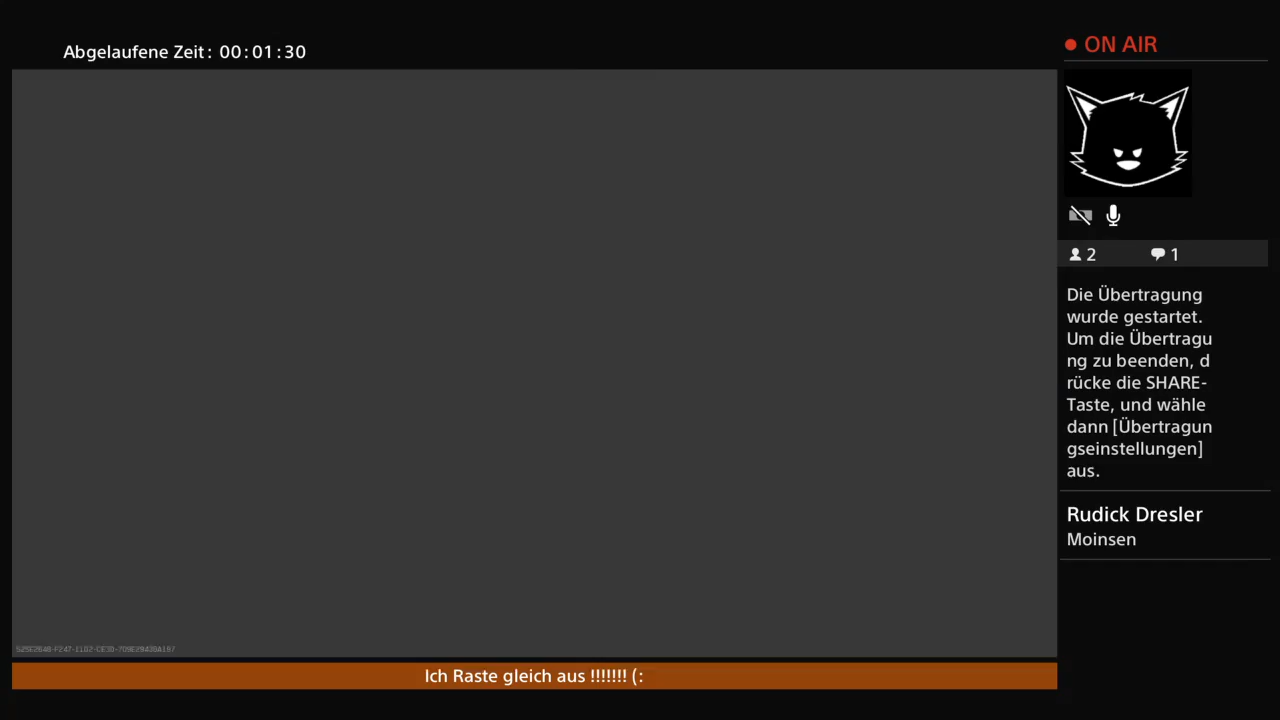 Abgelaufene Zeit: 00:01:30
ON AIR
2 1
Die Übertragung
wurde gestartet.
Um die Übertragu
ng zu beenden, d
rücke die SHARE-
Taste, und wähle
dann [Übertragun
gseinstellungen]
aus.
Rudick Dresler
Moinsen
Ich Raste gleich aus !!!!!!! (: